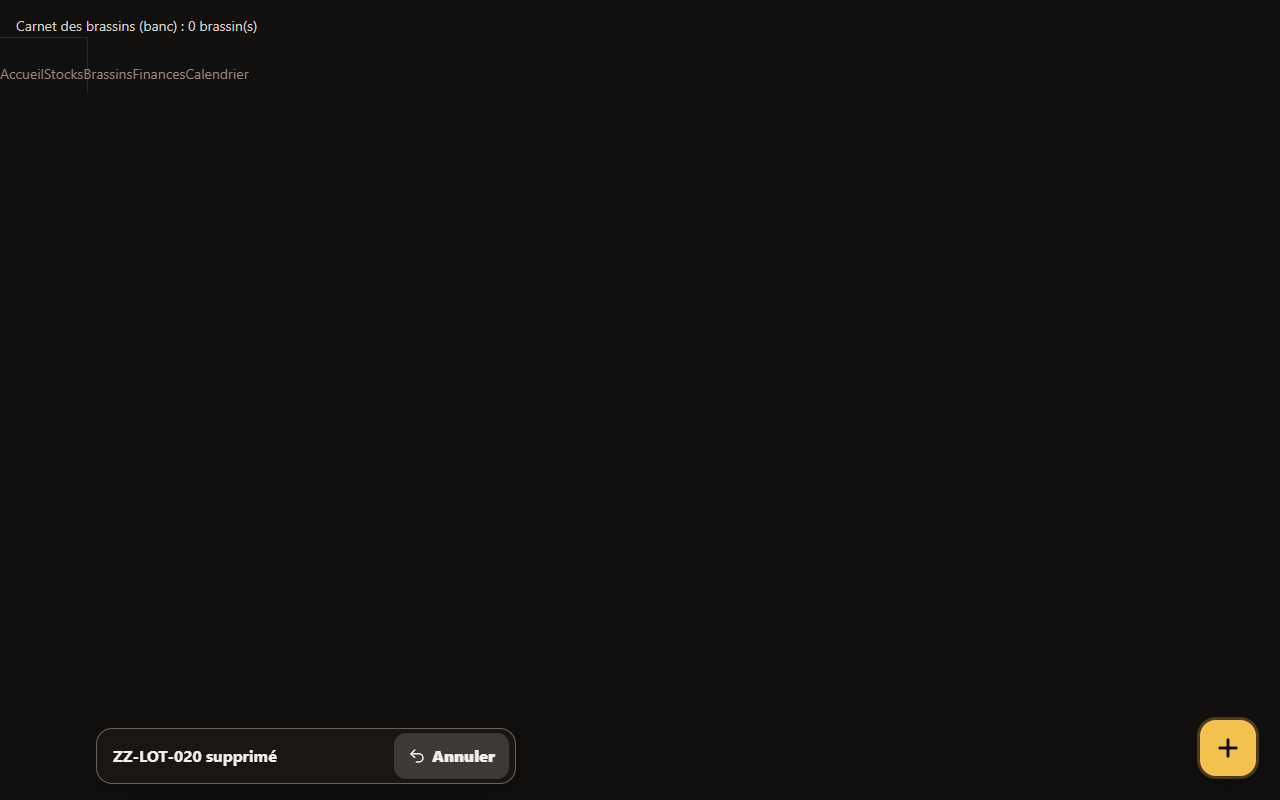 Carnet des brassins (banc) : 0 brassin(s)
AccueilStocksBrassinsFinancesCalendrier
ZZ-LOT-020 supprimé
Annuler